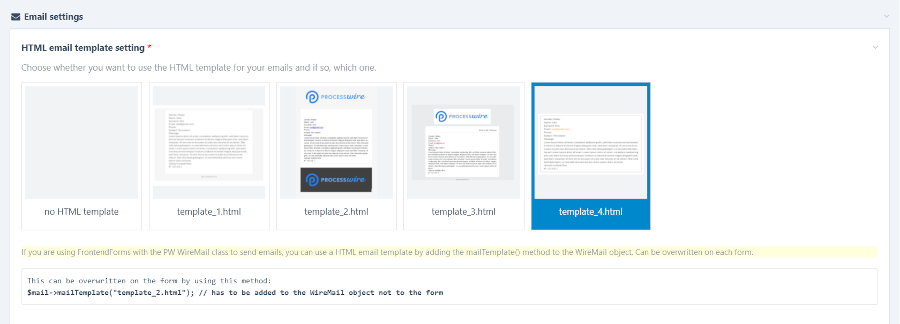 Email settings
HTML email template setting *
Choose whether you want to use the HTML template for your emails and if so, which one.
PROCESSWIRE
PROCESSWIRE
PROCESSWIRE
no HTML template
template_1.html
template_2.html
template_3.html
template_4.html
If you are using FrontendForms with the PW WireMail class to send emails, you can use a HTML email template by adding the mailTemplate() method to the WireMail object. Can be overwritten on each form.
This can be overwritten on the form by using this method:
$mail->mailTemplate("template_2.html"); // has to be added to the WireMail object not to the form